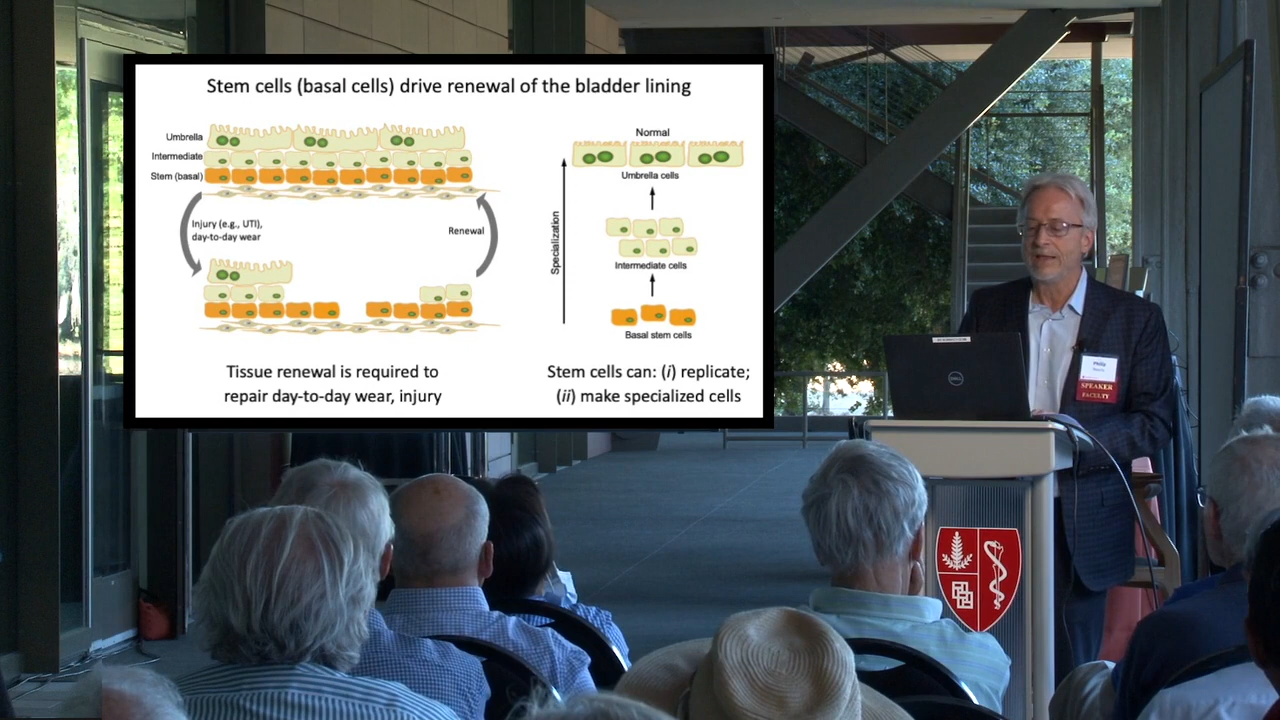 Stem cells (basal cells) drive renewal of the bladder lining
Umbrella
Intermediate
Stem (basal)
Injury (e.g., UTI),
day-to-day wear
Renewal
Tissue renewal is required to
repair day-to-day wear, injury
Normal
Umbrella cells
Specialization
Intermediate cells
Basal stem cells
Stem cells can: (i) replicate;
(ii) make specialized cells
DELL
SPEAKER
FACULTY